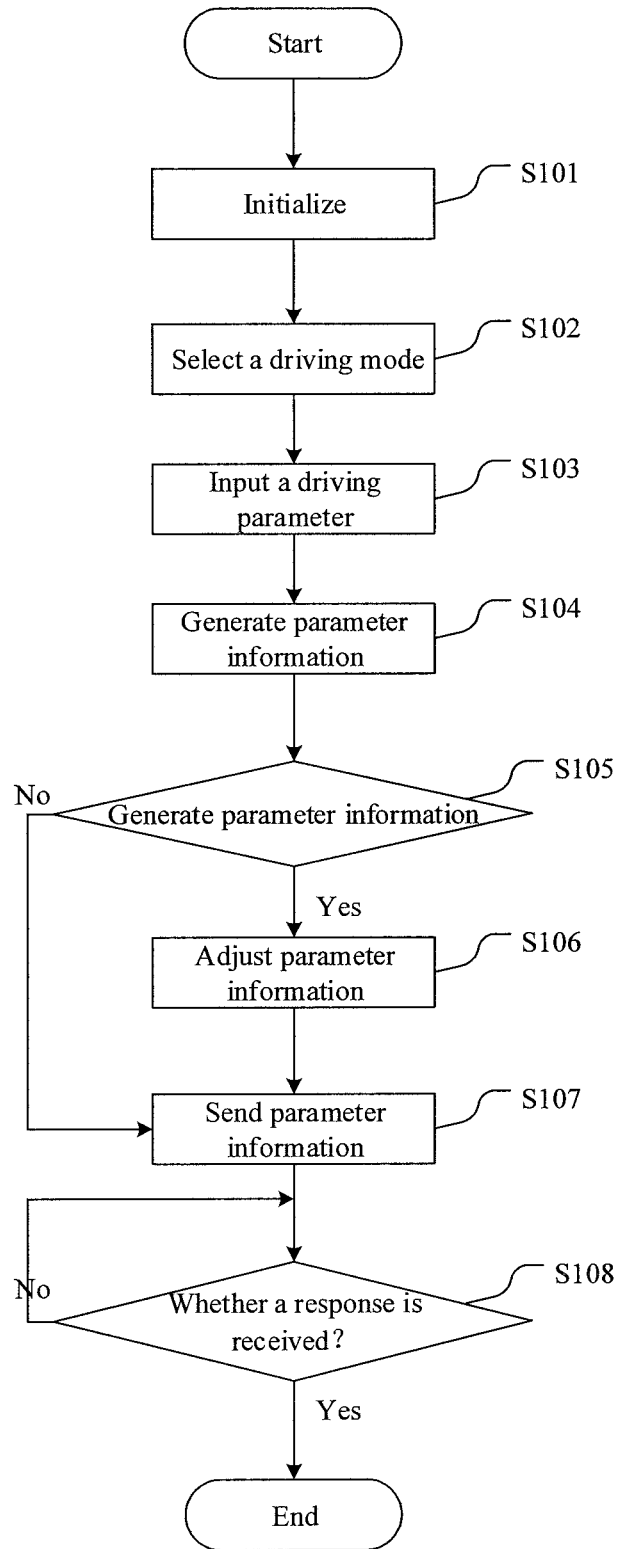 Start
S101
Initialize
S102
Select a driving mode
S103
Input a driving
parameter
S104
Generate parameter
information
S105
No
Generate parameter information
Yes
S106
Adjust parameter
information
S107
Send parameter
information
S108
No
Whether a response is
received?
Yes
End